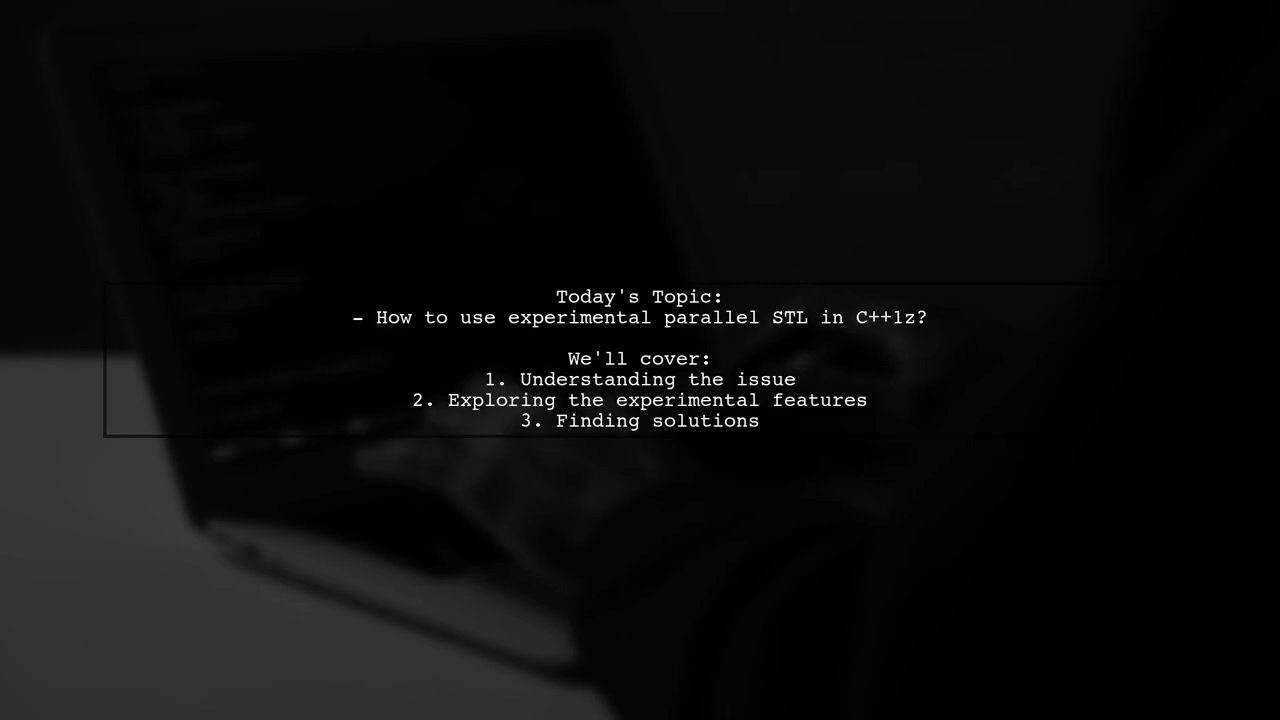 Today's Topic:
- How to use experimental parallel STL in C++1z?
We'll cover:
1. Understanding the issue
2. Exploring the experimental features
3. Finding solutions